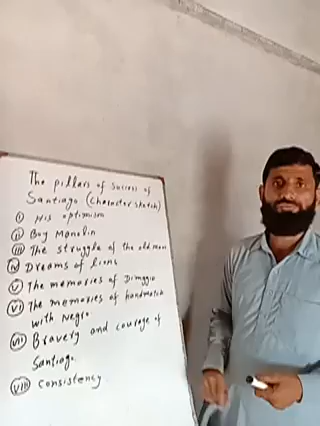 The pillars of Sucess of
Santiago (Character sketch)
(i) His optimism
(ii) Boy Manolin
(iii) The struggle of the old man
(iv) Dreams of lions
(v) The memories of Dimaggio
(vi) The memories of handmatch
with Negro.
(vii) Bravery and courage of
Santiago.
(viii) Consistency